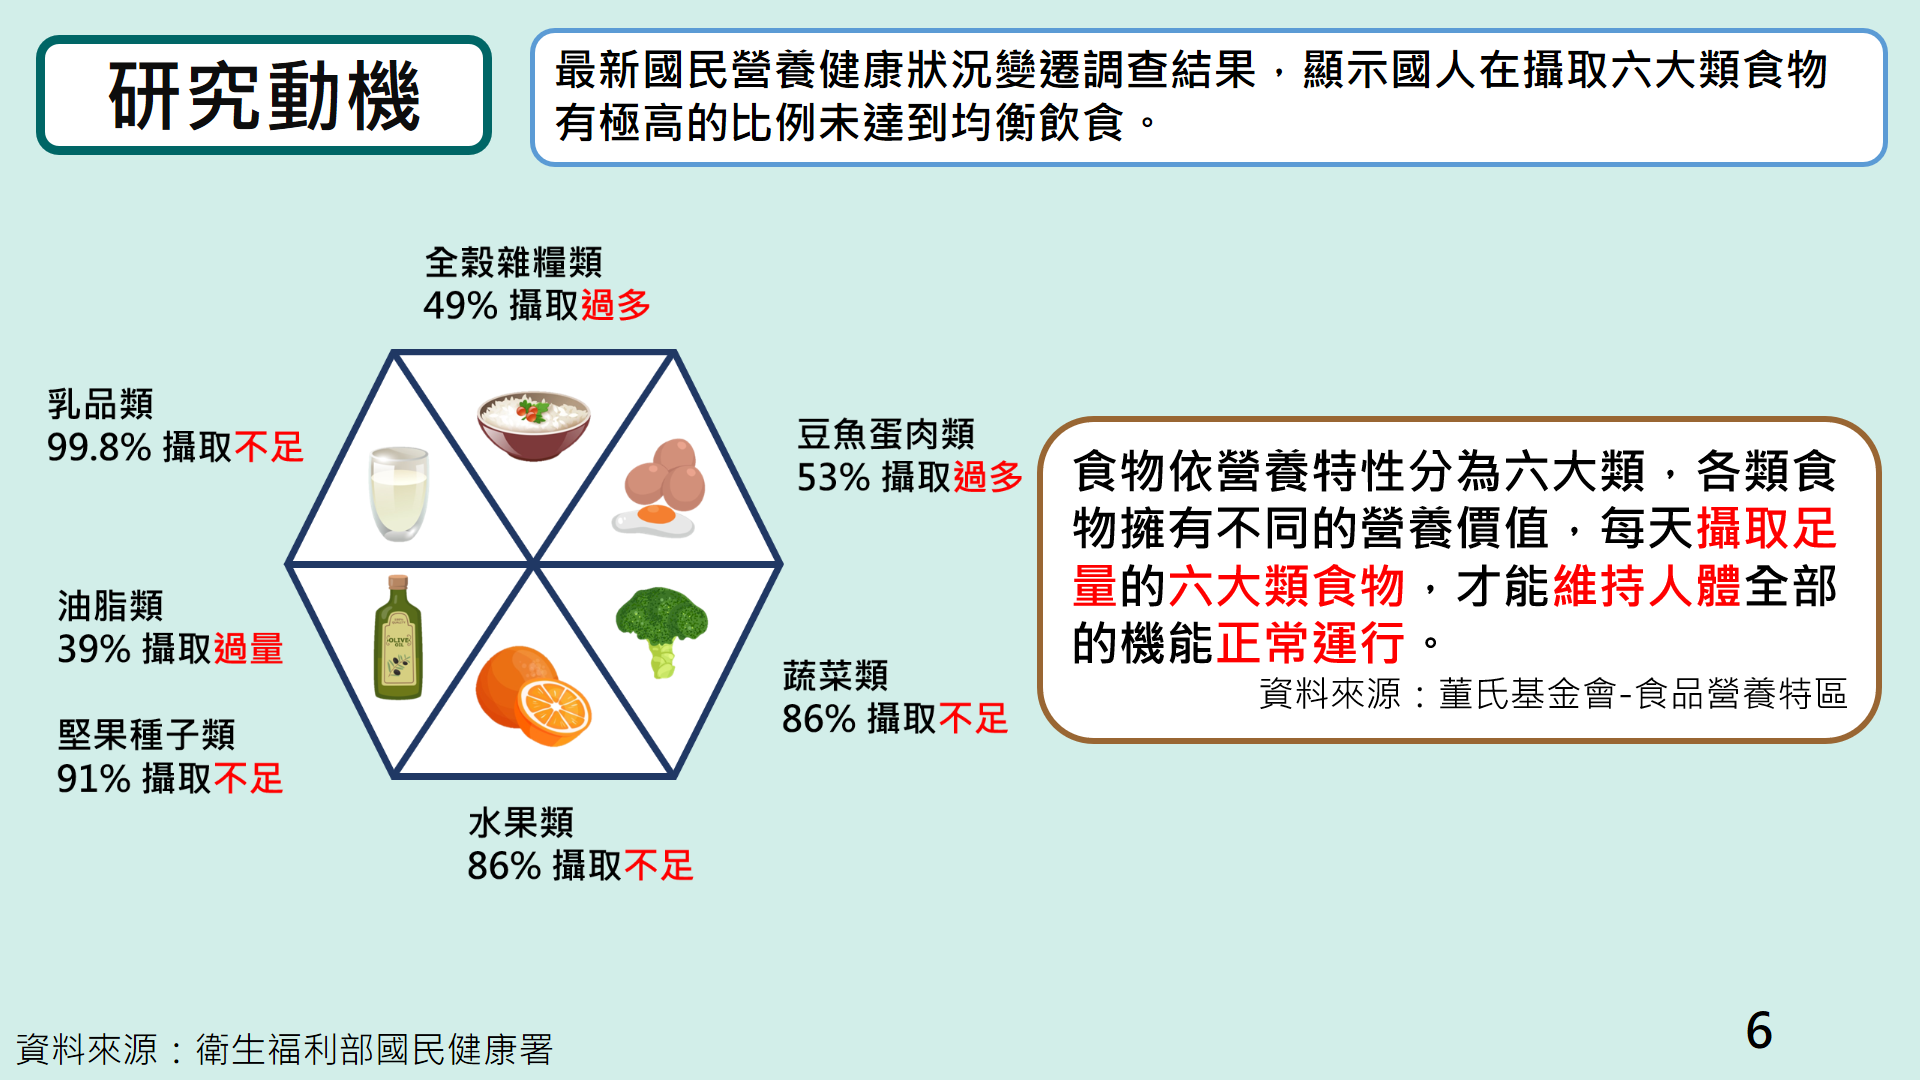 研究動機
最新國民營養健康狀況變遷調查結果，顯示國人在攝取六大類食物
有極高的比例未達到均衡飲食。
全穀雜糧類
49% 攝取過多
乳品類
99.8% 攝取不足
豆魚蛋肉類
53% 攝取過多
油脂類
39% 攝取過量
堅果種子類
91% 攝取不足
蔬菜類
86% 攝取不足
水果類
86% 攝取不足
OLIVE
OIL
食物依營養特性分為六大類，各類食
物擁有不同的營養價值，每天攝取足
量的六大類食物，才能維持人體全部
的機能正常運行。
資料來源：董氏基金會-食品營養特區
資料來源：衛生福利部國民健康署
6